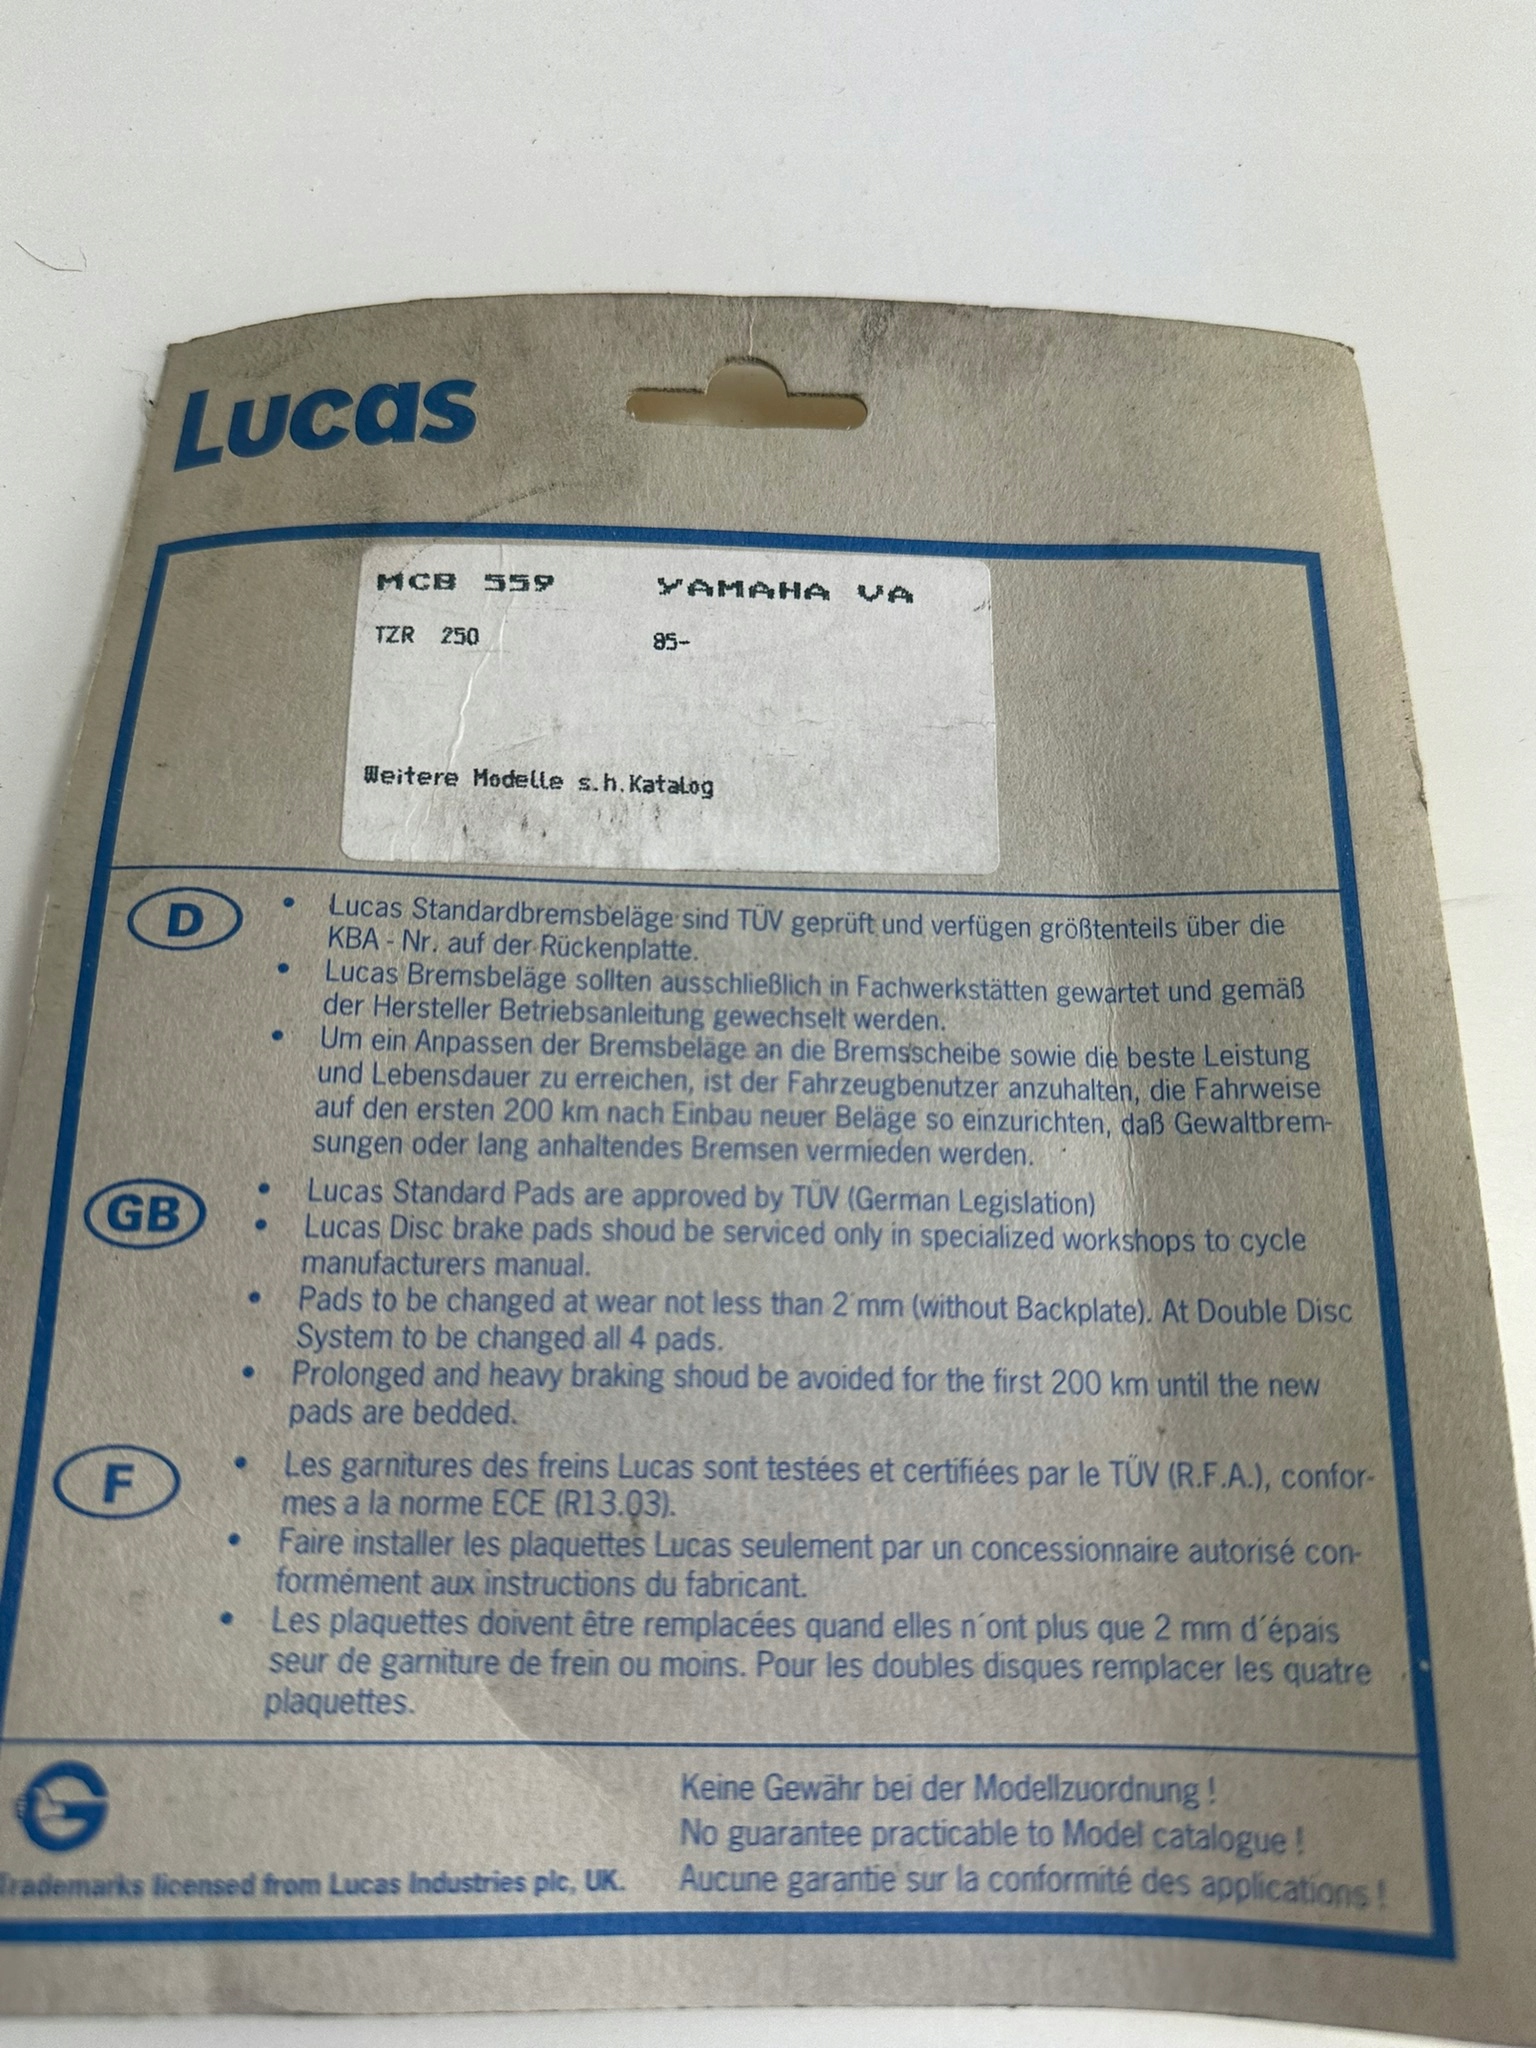 Lucas
MCB 559 YAMAHA VA
TZR 250 85-
Weitere Modelle s.h.Katalog
D
• Lucas Standardbremsbeläge sind TÜV geprüft und verfügen größtenteils über die
KBA - Nr. auf der Rückenplatte.
• Lucas Bremsbeläge sollten ausschließlich in Fachwerkstätten gewartet und gemäß
der Hersteller Betriebsanleitung gewechselt werden.
• Um ein Anpassen der Bremsbeläge an die Bremsscheibe sowie die beste Leistung
und Lebensdauer zu erreichen, ist der Fahrzeugbenutzer anzuhalten, die Fahrweise
auf den ersten 200 km nach Einbau neuer Beläge so einzurichten, daß Gewaltbrem-
sungen oder lang anhaltendes Bremsen vermieden werden.
GB
• Lucas Standard Pads are approved by TÜV (German Legislation)
• Lucas Disc brake pads shoud be serviced only in specialized workshops to cycle
manufacturers manual.
• Pads to be changed at wear not less than 2 mm (without Backplate). At Double Disc
System to be changed all 4 pads.
• Prolonged and heavy braking shoud be avoided for the first 200 km until the new
pads are bedded.
F
• Les garnitures des freins Lucas sont testées et certifiées par le TÜV (R.F.A.), confor-
mes a la norme ECE (R13.03).
• Faire installer les plaquettes Lucas seulement par un concessionnaire autorisé con-
formément aux instructions du fabricant.
• Les plaquettes doivent être remplacées quand elles n´ont plus que 2 mm d´épais
seur de garniture de frein ou moins. Pour les doubles disques remplacer les quatre
plaquettes.
G
Trademarks licensed from Lucas Industries plc, UK.
Keine Gewähr bei der Modellzuordnung !
No guarantee practicable to Model catalogue !
Aucune garantie sur la conformité des applications !